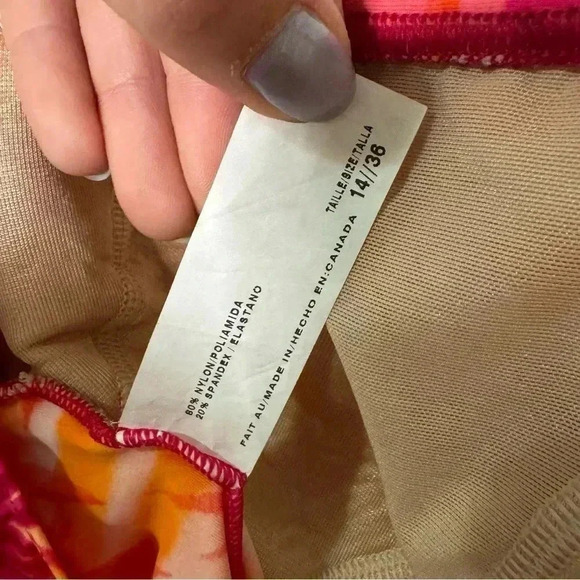 TAILLE/SIZE/TALLA
14//36
FAIT AU/MADE IN/HECHO EN:CANADA
80% NYLON/POLIAMIDA
20% SPANDEX / ELASTANO